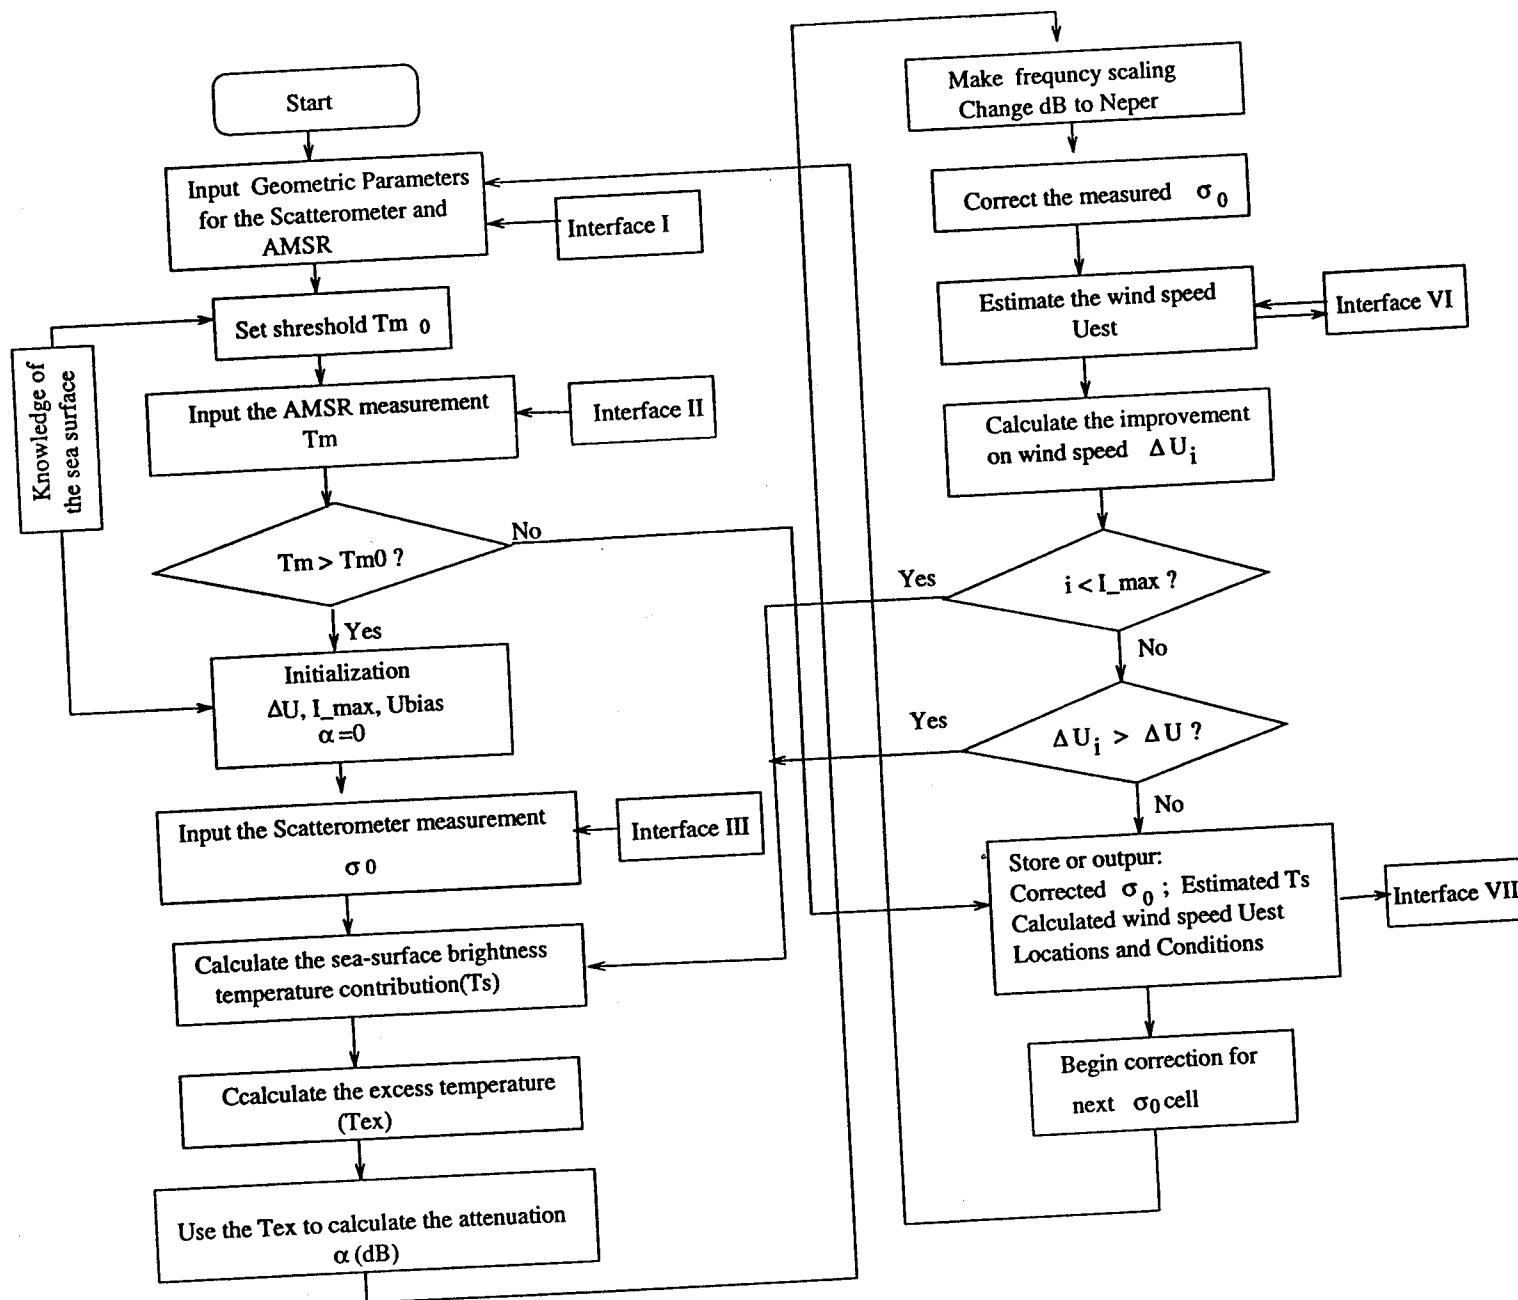 Start
Input Geometric Parameters
for the Scatterometer and
AMSR
Interface I
Set shreshold Tm 0
Knowledge of
the sea surface
Input the AMSR measurement
Tm
Interface II
Tm > Tm0 ?
No
Yes
Initialization
ΔU, I_max, Ubias
α=0
Input the Scatterometer measurement
σ0
Interface III
Calculate the sea-surface brightness
temperature contribution(Ts)
Ccalculate the excess temperature
(Tex)
Use the Tex to calculate the attenuation
α (dB)
Make frequncy scaling
Change dB to Neper
Correct the measured σ0
Estimate the wind speed
Uest
Interface VI
Calculate the improvement
on wind speed ΔUi
i < I_max ?
Yes
No
ΔUi > ΔU ?
Yes
No
Store or outpur:
Corrected σ0 ; Estimated Ts
Calculated wind speed Uest
Locations and Conditions
Interface VII
Begin correction for
next σ0 cell